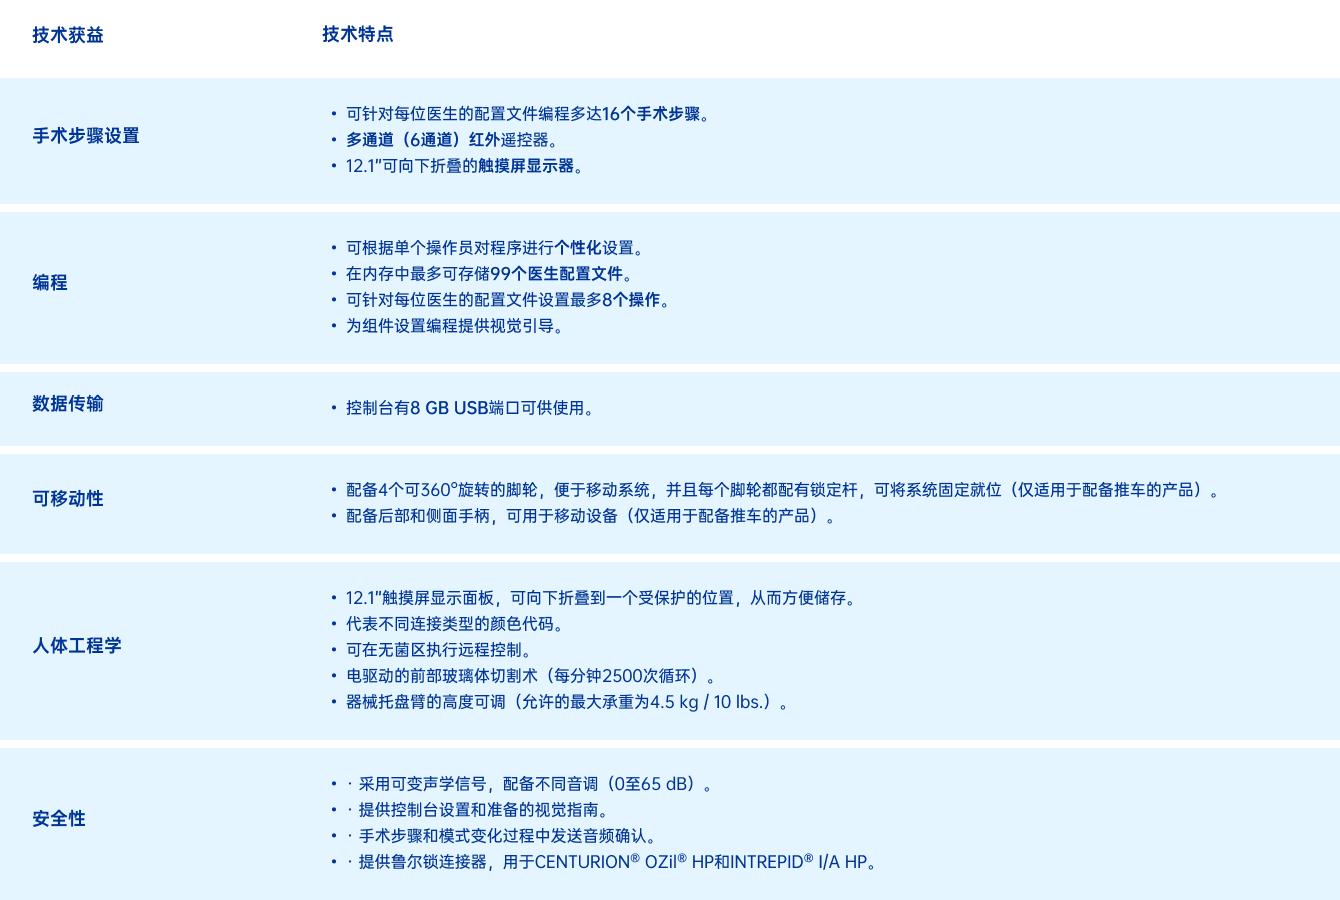 技术获益
技术特点
手术步骤设置
• 可针对每位医生的配置文件编程多达16个手术步骤。
• 多通道（6通道）红外遥控器。
• 12.1”可向下折叠的触摸屏显示器。
编程
• 可根据单个操作员对程序进行个性化设置。
• 在内存中最多可存储99个医生配置文件。
• 可针对每位医生的配置文件设置最多8个操作。
• 为组件设置编程提供视觉引导。
数据传输
• 控制台有8 GB USB端口可供使用。
可移动性
• 配备4个可360°旋转的脚轮，便于移动系统，并且每个脚轮都配有锁定杆，可将系统固定就位（仅适用于配备推车的产品）。
• 配备后部和侧面手柄，可用于移动设备（仅适用于配备推车的产品）。
人体工程学
• 12.1”触摸屏显示面板，可向下折叠到一个受保护的位置，从而方便储存。
• 代表不同连接类型的颜色代码。
• 可在无菌区执行远程控制。
• 电驱动的前部玻璃体切割术（每分钟2500次循环）。
• 器械托盘臂的高度可调（允许的最大承重为4.5 kg / 10 lbs.）。
安全性
• · 采用可变声学信号，配备不同音调（0至65 dB）。
• · 提供控制台设置和准备的视觉指南。
• · 手术步骤和模式变化过程中发送音频确认。
• · 提供鲁尔锁连接器，用于CENTURION® OZil® HP和INTREPID® I/A HP。